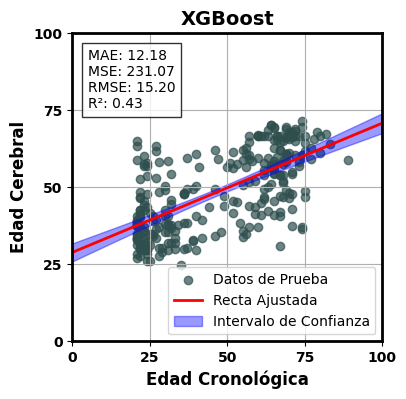 XGBoost
100
75
50
25
0
Edad Cerebral
MAE: 12.18
MSE: 231.07
RMSE: 15.20
R²: 0.43
Datos de Prueba
Recta Ajustada
Intervalo de Confianza
0 25 50 75 100
Edad Cronológica